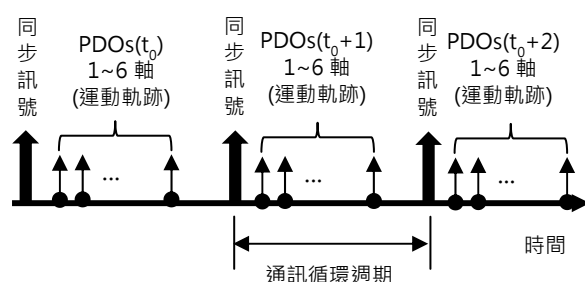 同步訊號
PDOs(t₀)
1~6 軸
(運動軌跡)
...
同步訊號
PDOs(t₀+1)
1~6 軸
(運動軌跡)
...
同步訊號
PDOs(t₀+2)
1~6 軸
(運動軌跡)
...
時間
通訊循環週期